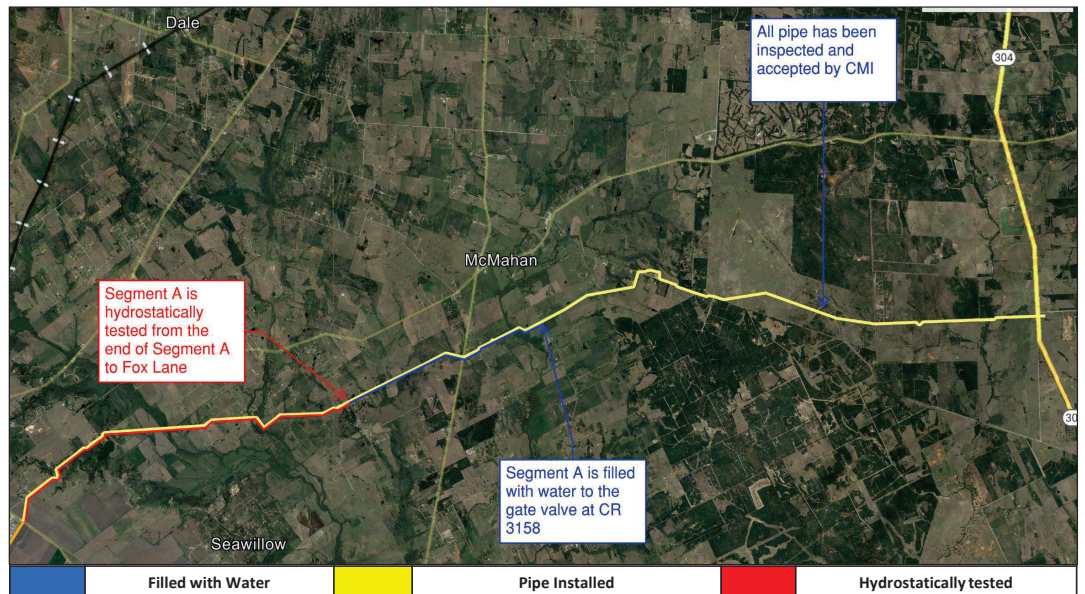 Dale
All pipe has been
inspected and
accepted by CMI
304
McMahan
Segment A is
hydrostatically
tested from the
end of Segment A
to Fox Lane
30
Segment A is filled
with water to the
gate valve at CR
3158
Seawillow
Filled with Water
Pipe Installed
Hydrostatically tested